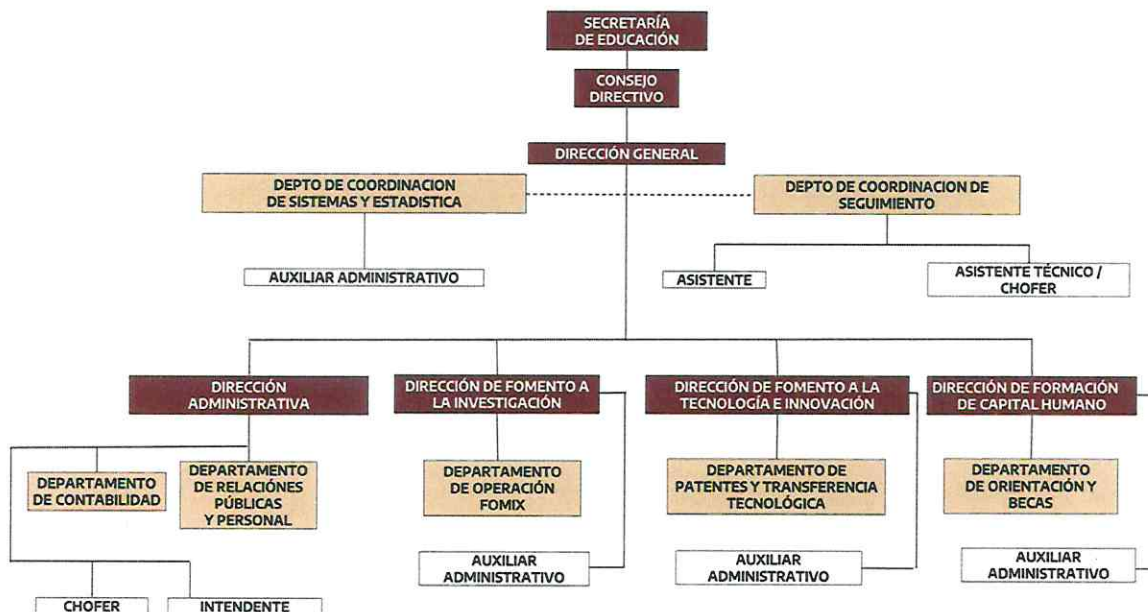 SECRETARÍA
DE EDUCACIÓN
CONSEJO
DIRECTIVO
DIRECCIÓN GENERAL
DEPTO DE COORDINACION
DE SISTEMAS Y ESTADISTICA
DEPTO DE COORDINACION DE
SEGUIMIENTO
AUXILIAR ADMINISTRATIVO
ASISTENTE
ASISTENTE TÉCNICO /
CHOFER
DIRECCIÓN
ADMINISTRATIVA
DIRECCIÓN DE FOMENTO A
LA INVESTIGACIÓN
DIRECCIÓN DE FOMENTO A LA
TECNOLOGÍA E INNOVACIÓN
DIRECCIÓN DE FORMACIÓN
DE CAPITAL HUMANO
DEPARTAMENTO
DE CONTABILIDAD
DEPARTAMENTO
DE RELACIÓNES
PÚBLICAS
Y PERSONAL
DEPARTAMENTO
DE OPERACIÓN
FOMIX
DEPARTAMENTO DE
PATENTES Y TRANSFERENCIA
TECNOLÓGICA
DEPARTAMENTO
DE ORIENTACIÓN Y
BECAS
AUXILIAR
ADMINISTRATIVO
AUXILIAR
ADMINISTRATIVO
AUXILIAR
ADMINISTRATIVO
CHOFER
INTENDENTE